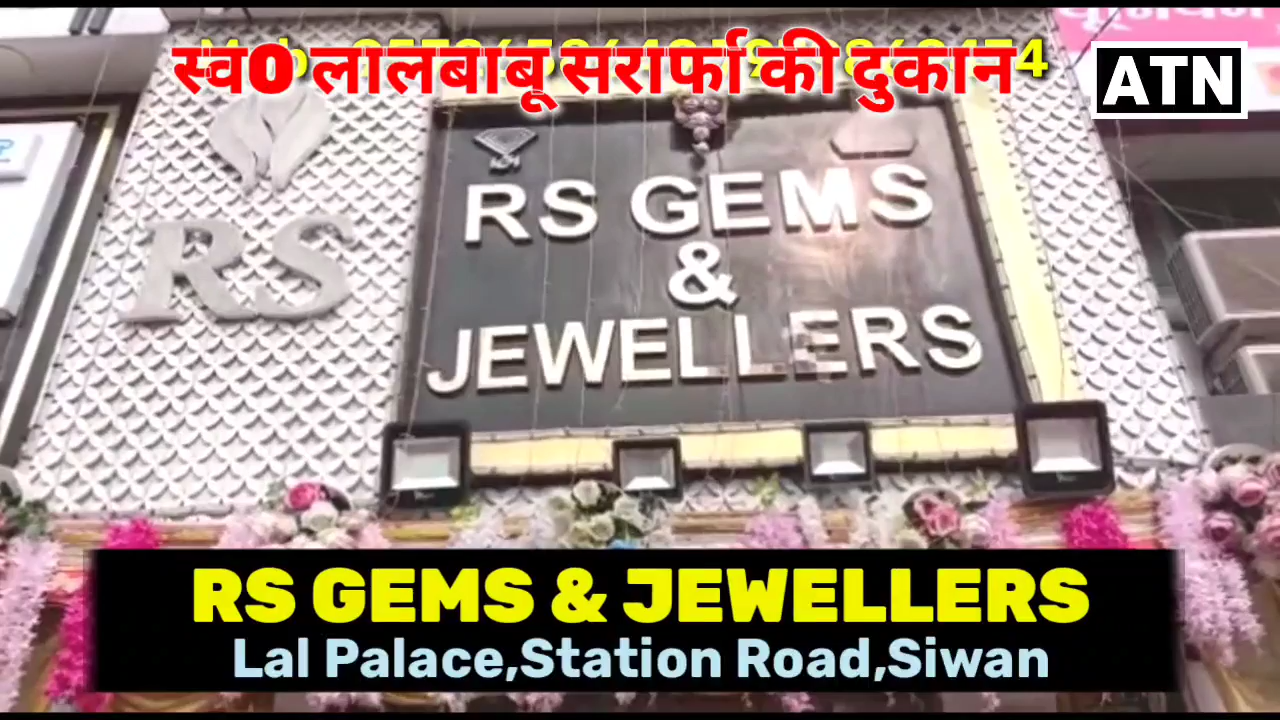 स्व0 लालबाबू सरार्फा की दुकान
ATN
RS GEMS
&
JEWELLERS
RS
RS GEMS & JEWELLERS
Lal Palace,Station Road,Siwan